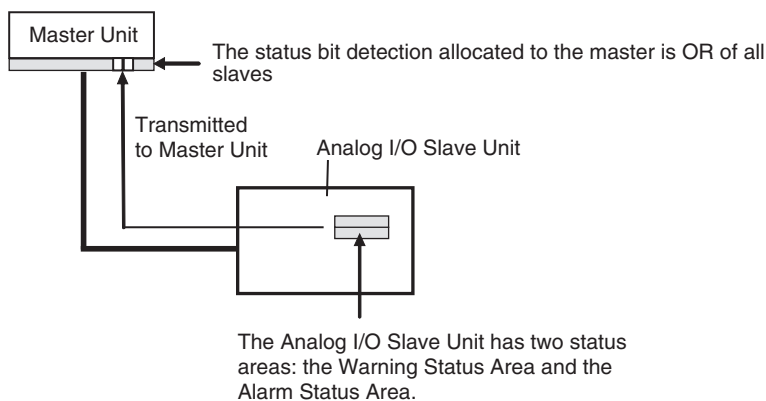 Master Unit
The status bit detection allocated to the master is OR of all
slaves
Transmitted
to Master Unit
Analog I/O Slave Unit
The Analog I/O Slave Unit has two status
areas: the Warning Status Area and the
Alarm Status Area.